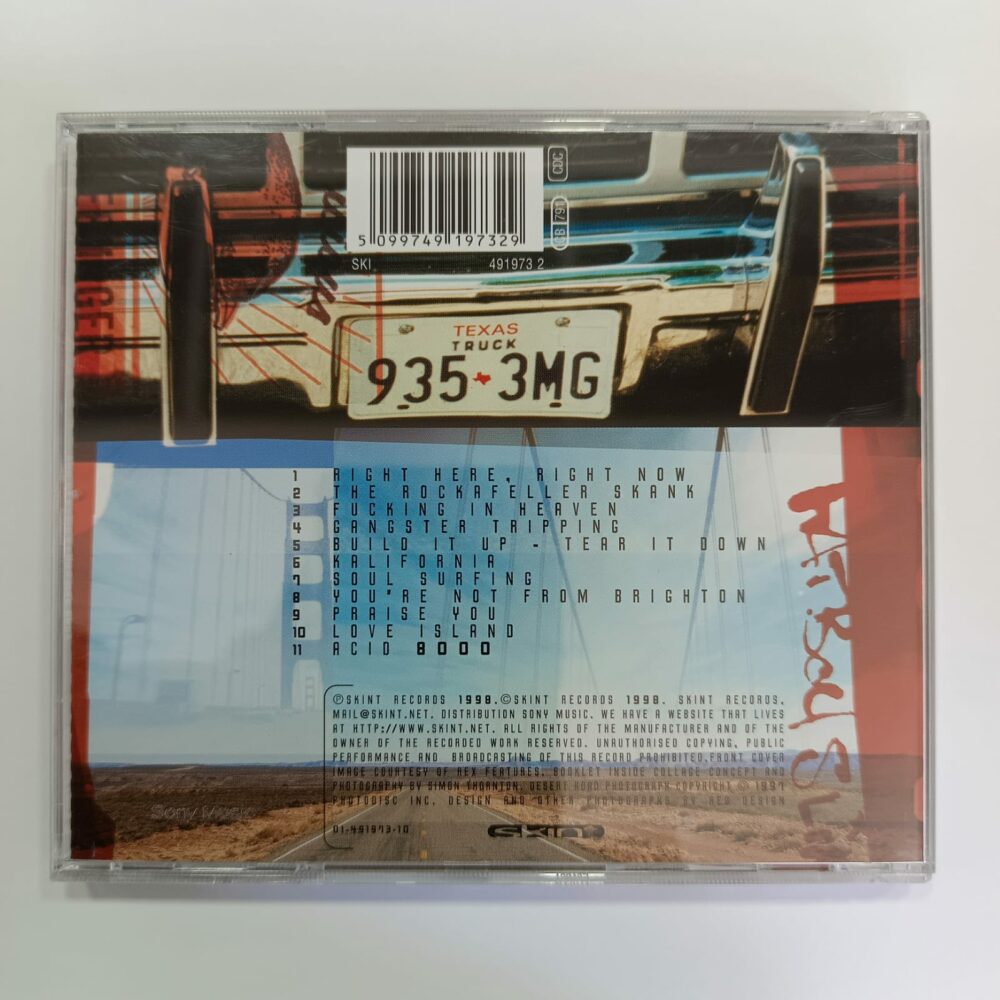 CDC
GB 791
5 099749 197329
SKI 491973 2
TEXAS
TRUCK
935 3MG
1 RIGHT HERE, RIGHT NOW
2 THE ROCKAFELLER SKANK
3 FUCKING IN HEAVEN
4 GANGSTER TRIPPING
5 BUILD IT UP - TEAR IT DOWN
6 KALIFORNIA
7 SOUL SURFING
8 YOU'RE NOT FROM BRIGHTON
9 PRAISE YOU
10 LOVE ISLAND
11 ACID 8000
℗SKINT RECORDS 1998.©SKINT RECORDS 1998. SKINT RECORDS,
MAIL@SKINT.NET. DISTRIBUTION SONY MUSIC. WE HAVE A WEBSITE THAT LIVES
AT HTTP://WWW.SKINT.NET. ALL RIGHTS OF THE MANUFACTURER AND OF THE
OWNER OF THE RECORDED WORK RESERVED. UNAUTHORISED COPYING, PUBLIC
PERFORMANCE AND BROADCASTING OF THIS RECORD PROHIBITED.FRONT COVER
IMAGE COURTESY OF REX FEATURES. BOOKLET INSIDE COLLAGE CONCEPT AND
PHOTOGRAPHY BY SIMON THORNTON. DESERT ROAD PHOTOGRAPH COPYRIGHT © 1997
PHOTODISC INC. DESIGN AND OTHER PHOTOGRAPHS BY RED DESIGN
Sony Music
01-491973-10
SKINT